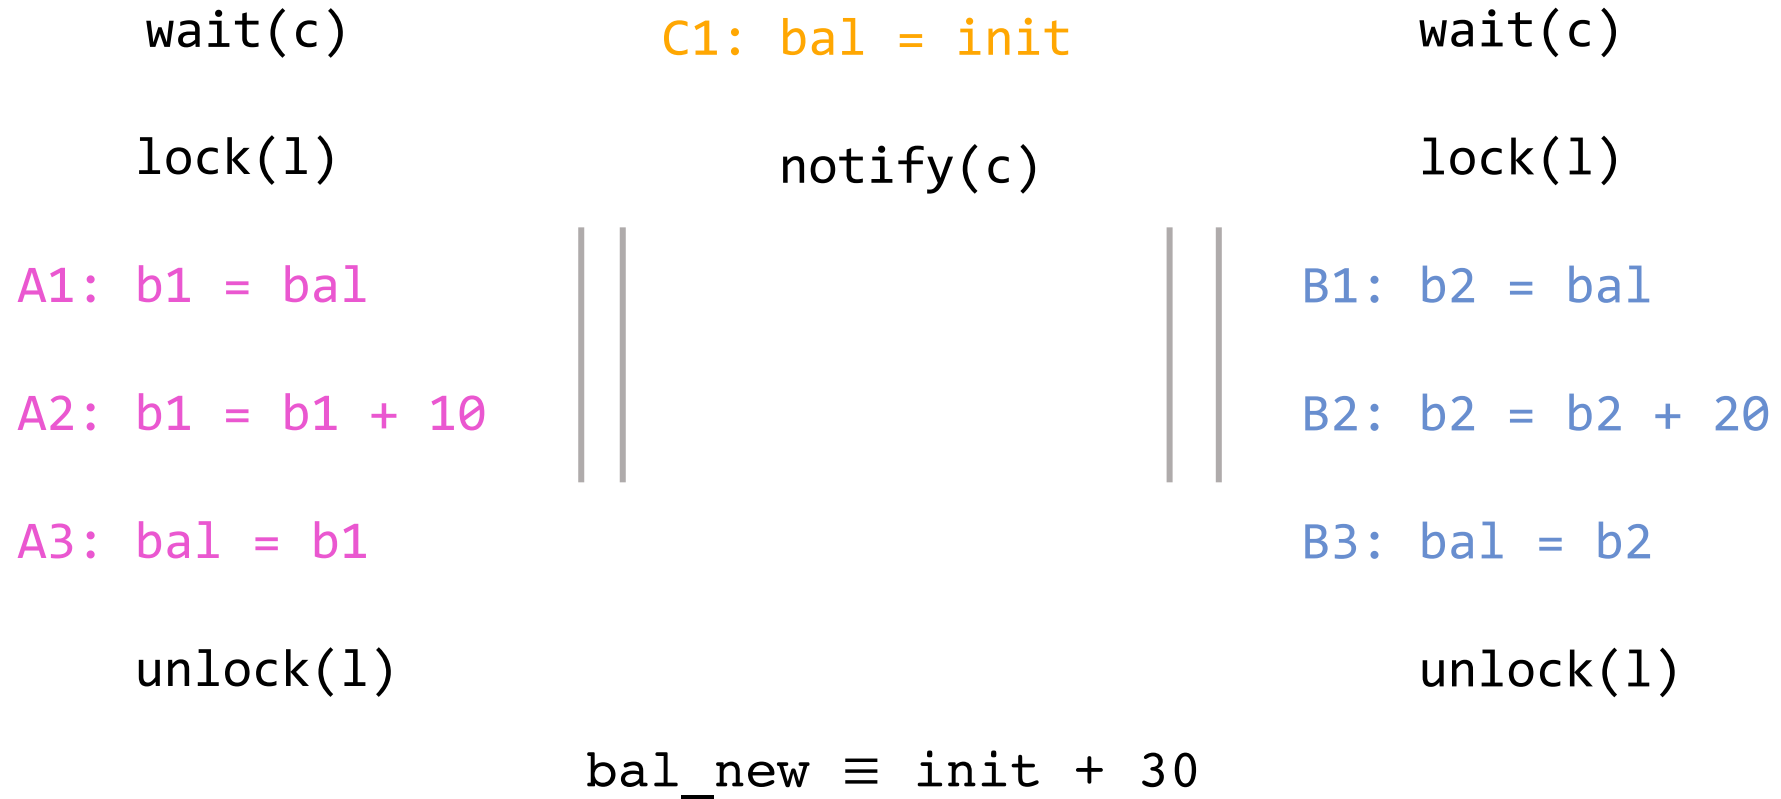 wait(c)
lock(l)
A1: b1 = bal
A2: b1 = b1 + 10
A3: bal = b1
unlock(l)
C1: bal = init
notify(c)
wait(c)
lock(l)
B1: b2 = bal
B2: b2 = b2 + 20
B3: bal = b2
unlock(l)
bal_new ≡ init + 30